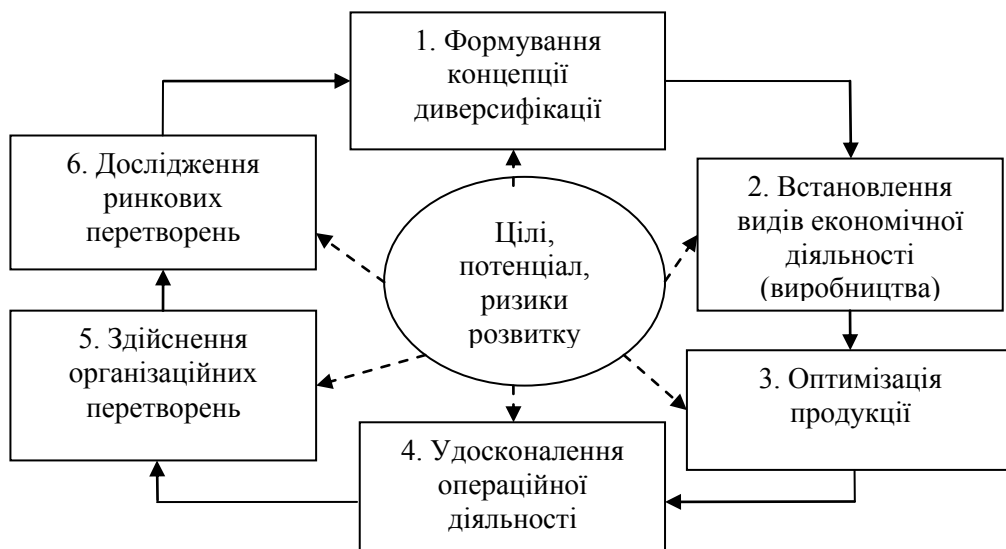 1. Формування
концепції
диверсифікації
2. Встановлення
видів економічної
діяльності
(виробництва)
3. Оптимізація
продукції
4. Удосконалення
операційної
діяльності
5. Здійснення
організаційних
перетворень
6. Дослідження
ринкових
перетворень
Цілі,
потенціал,
ризики
розвитку